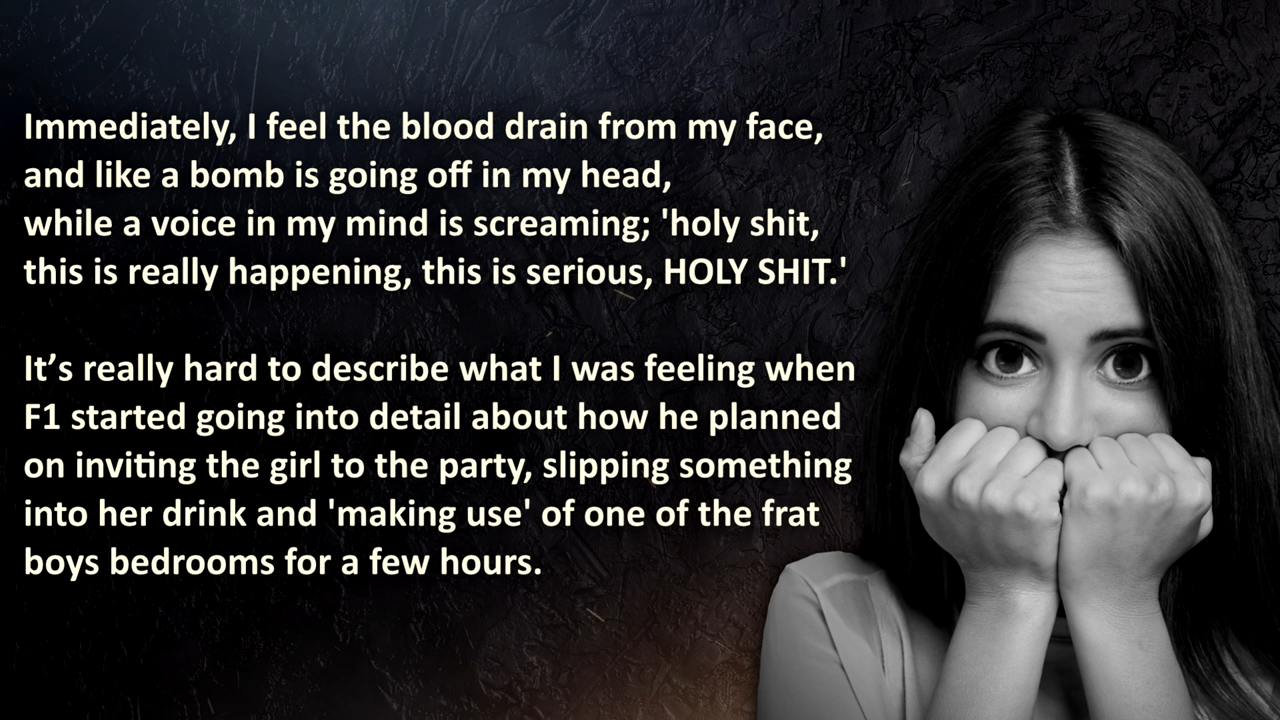 Immediately, I feel the blood drain from my face,
and like a bomb is going off in my head,
while a voice in my mind is screaming; 'holy shit,
this is really happening, this is serious, HOLY SHIT.'
It’s really hard to describe what I was feeling when
F1 started going into detail about how he planned
on inviting the girl to the party, slipping something
into her drink and 'making use' of one of the frat
boys bedrooms for a few hours.